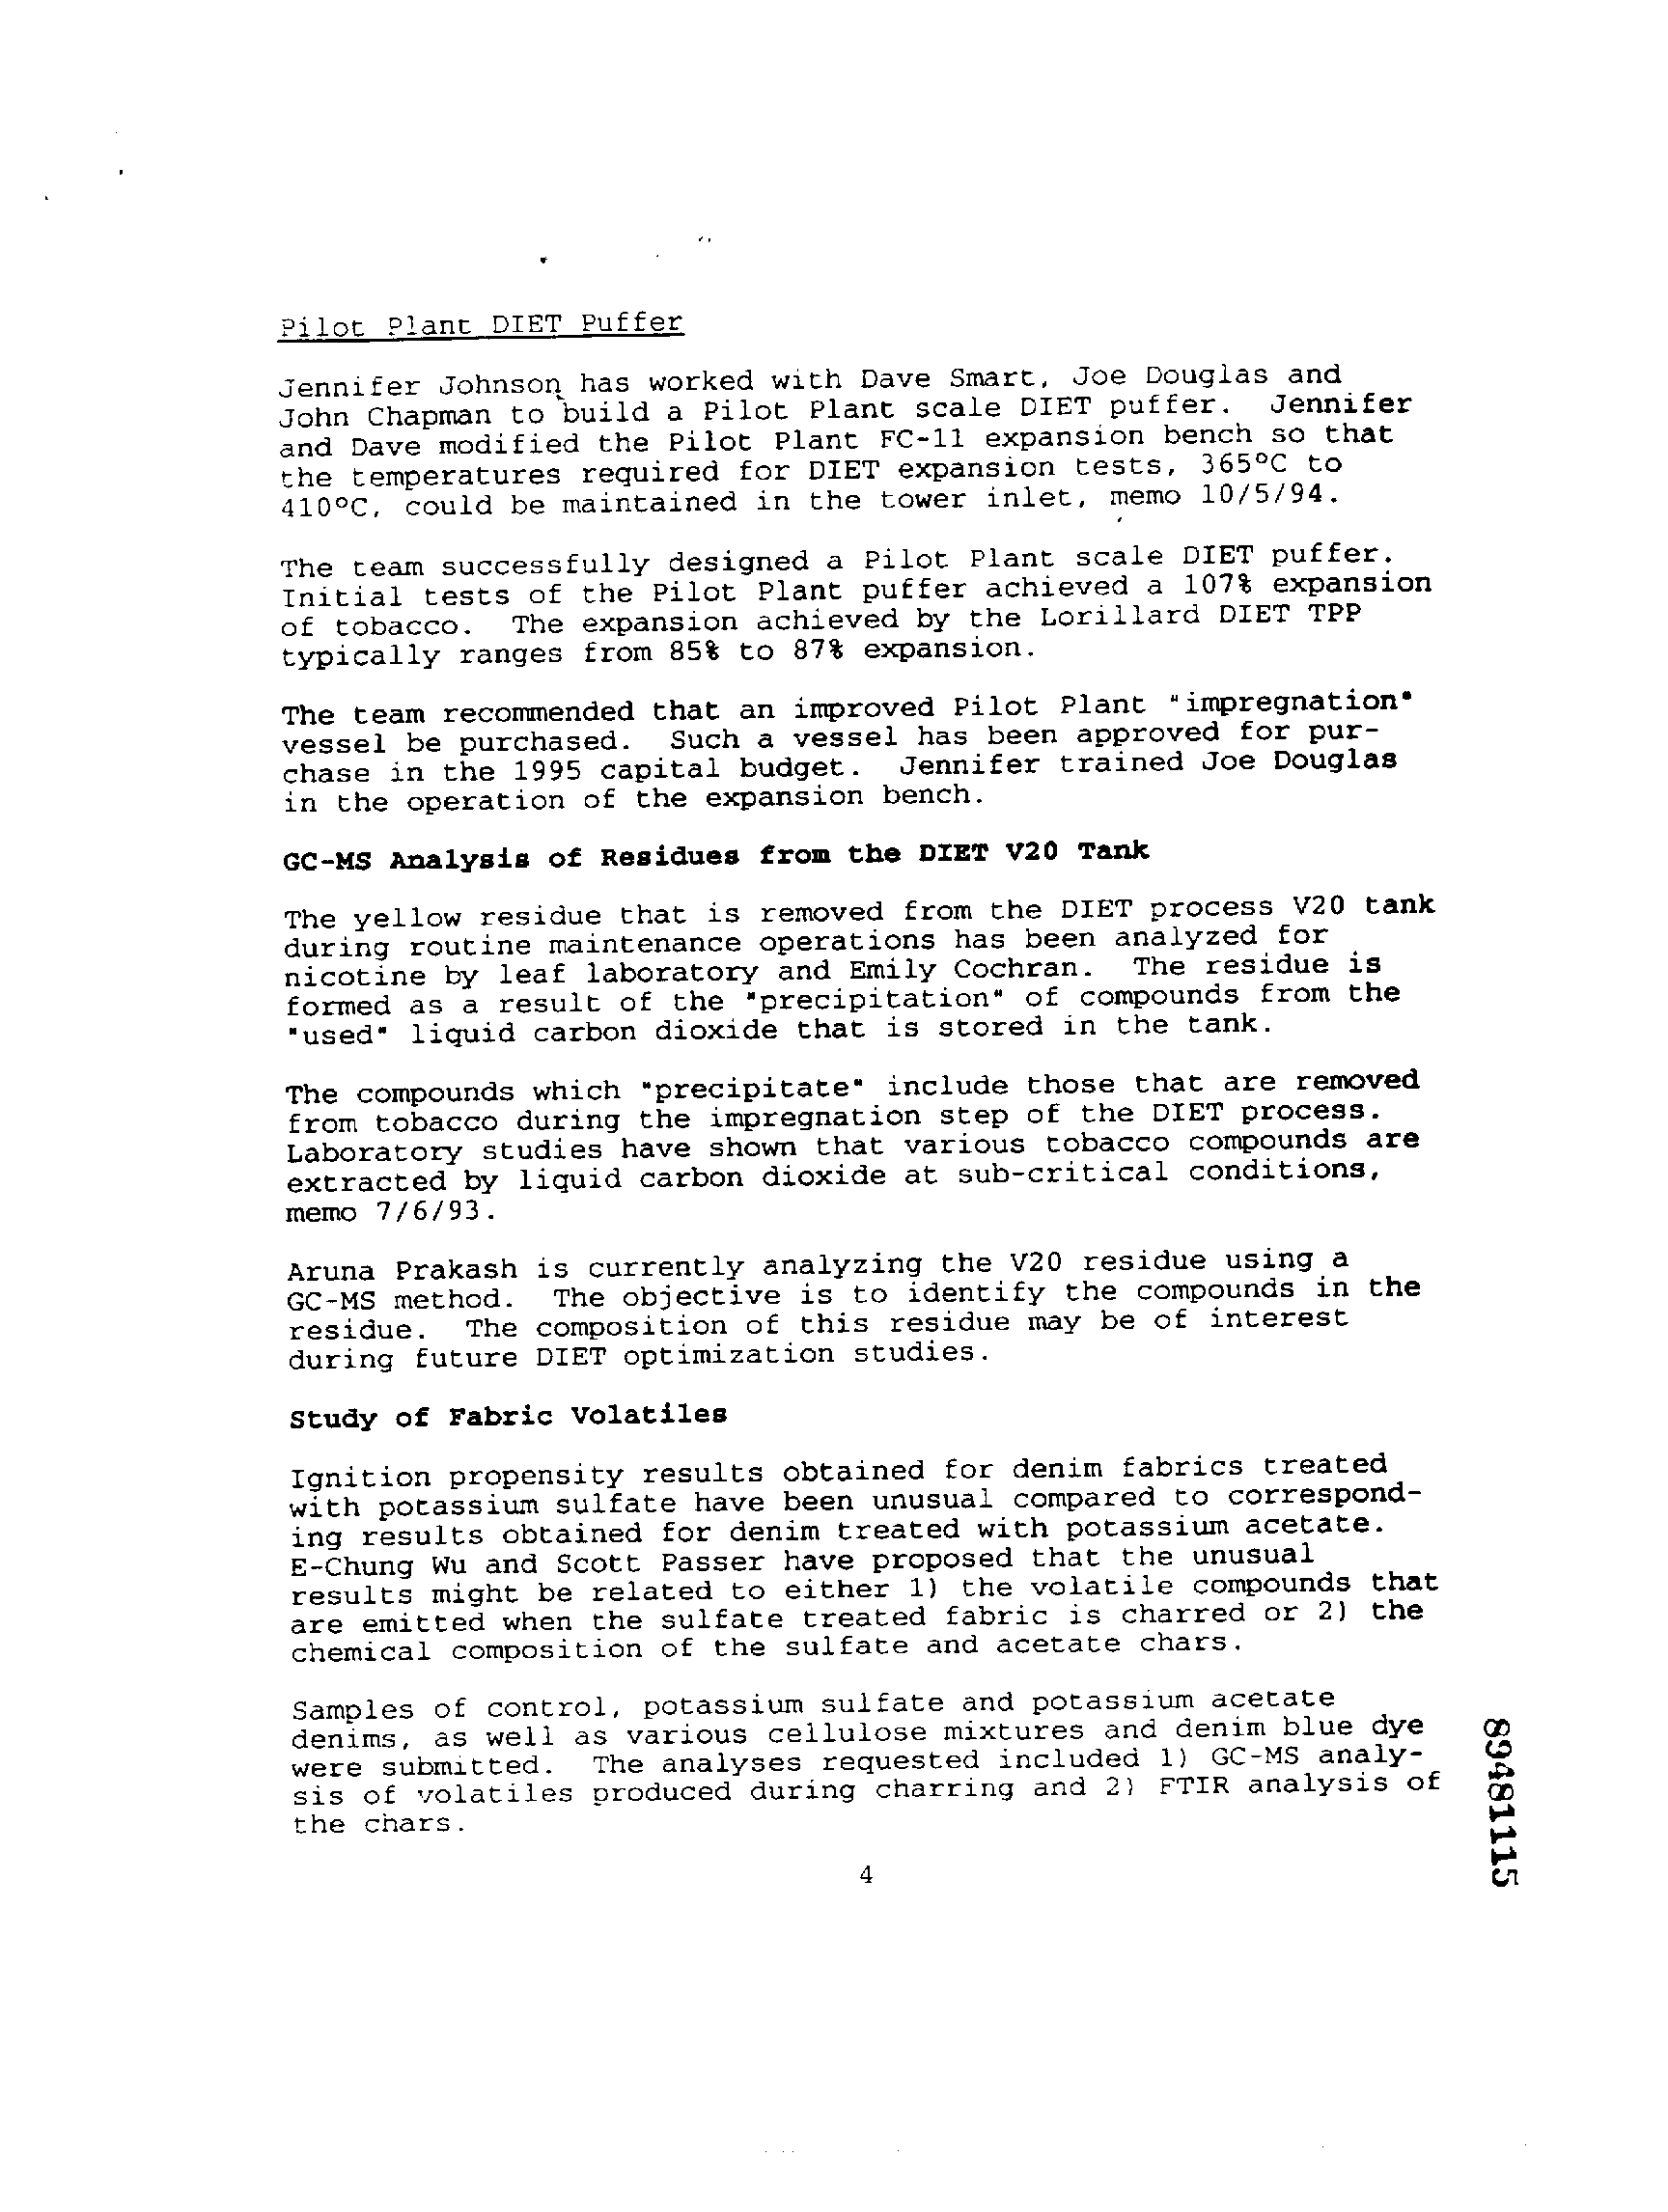 Pilot Plant DIET Puffer
Jennifer Johnson has worked with Dave Smart, Joe Douglas and
John Chapman to build a Pilot Plant scale DIET puffer.  Jennifer
and Dave modified the Pilot Plant FC-11 expansion bench so that
the temperatures required for DIET expansion tests, 365°C to
410°C, could be maintained in the tower inlet, memo 10/5/94.
The team successfully designed a Pilot Plant scale DIET puffer.
Initial tests of the Pilot Plant puffer achieved a 107% expansion
of tobacco.  The expansion achieved by the Lorillard DIET TPP
typically ranges from 85% to 87% expansion.
The team recommended that an improved Pilot Plant "impregnation"
vessel be purchased.  Such a vessel has been approved for pur-
chase in the 1995 capital budget.  Jennifer trained Joe Douglas
in the operation of the expansion bench.
GC-MS Analysis of Residues from the DIET V20 Tank
The yellow residue that is removed from the DIET process V20 tank
during routine maintenance operations has been analyzed for
nicotine by leaf laboratory and Emily Cochran.  The residue is
formed as a result of the "precipitation" of compounds from the
"used" liquid carbon dioxide that is stored in the tank.
The compounds which "precipitate" include those that are removed
from tobacco during the impregnation step of the DIET process.
Laboratory studies have shown that various tobacco compounds are
extracted by liquid carbon dioxide at sub-critical conditions,
memo 7/6/93.
Aruna Prakash is currently analyzing the V20 residue using a
GC-MS method.  The objective is to identify the compounds in the
residue.  The composition of this residue may be of interest
during future DIET optimization studies.
Study of Fabric Volatiles
Ignition propensity results obtained for denim fabrics treated
with potassium sulfate have been unusual compared to correspond-
ing results obtained for denim treated with potassium acetate.
E-Chung Wu and Scott Passer have proposed that the unusual
results might be related to either 1) the volatile compounds that
are emitted when the sulfate treated fabric is charred or 2) the
chemical composition of the sulfate and acetate chars.
Samples of control, potassium sulfate and potassium acetate
denims, as well as various cellulose mixtures and denim blue dye
were submitted.  The analyses requested included 1) GC-MS analy-
sis of volatiles produced during charring and 2) FTIR analysis of
the chars.
4
89481115